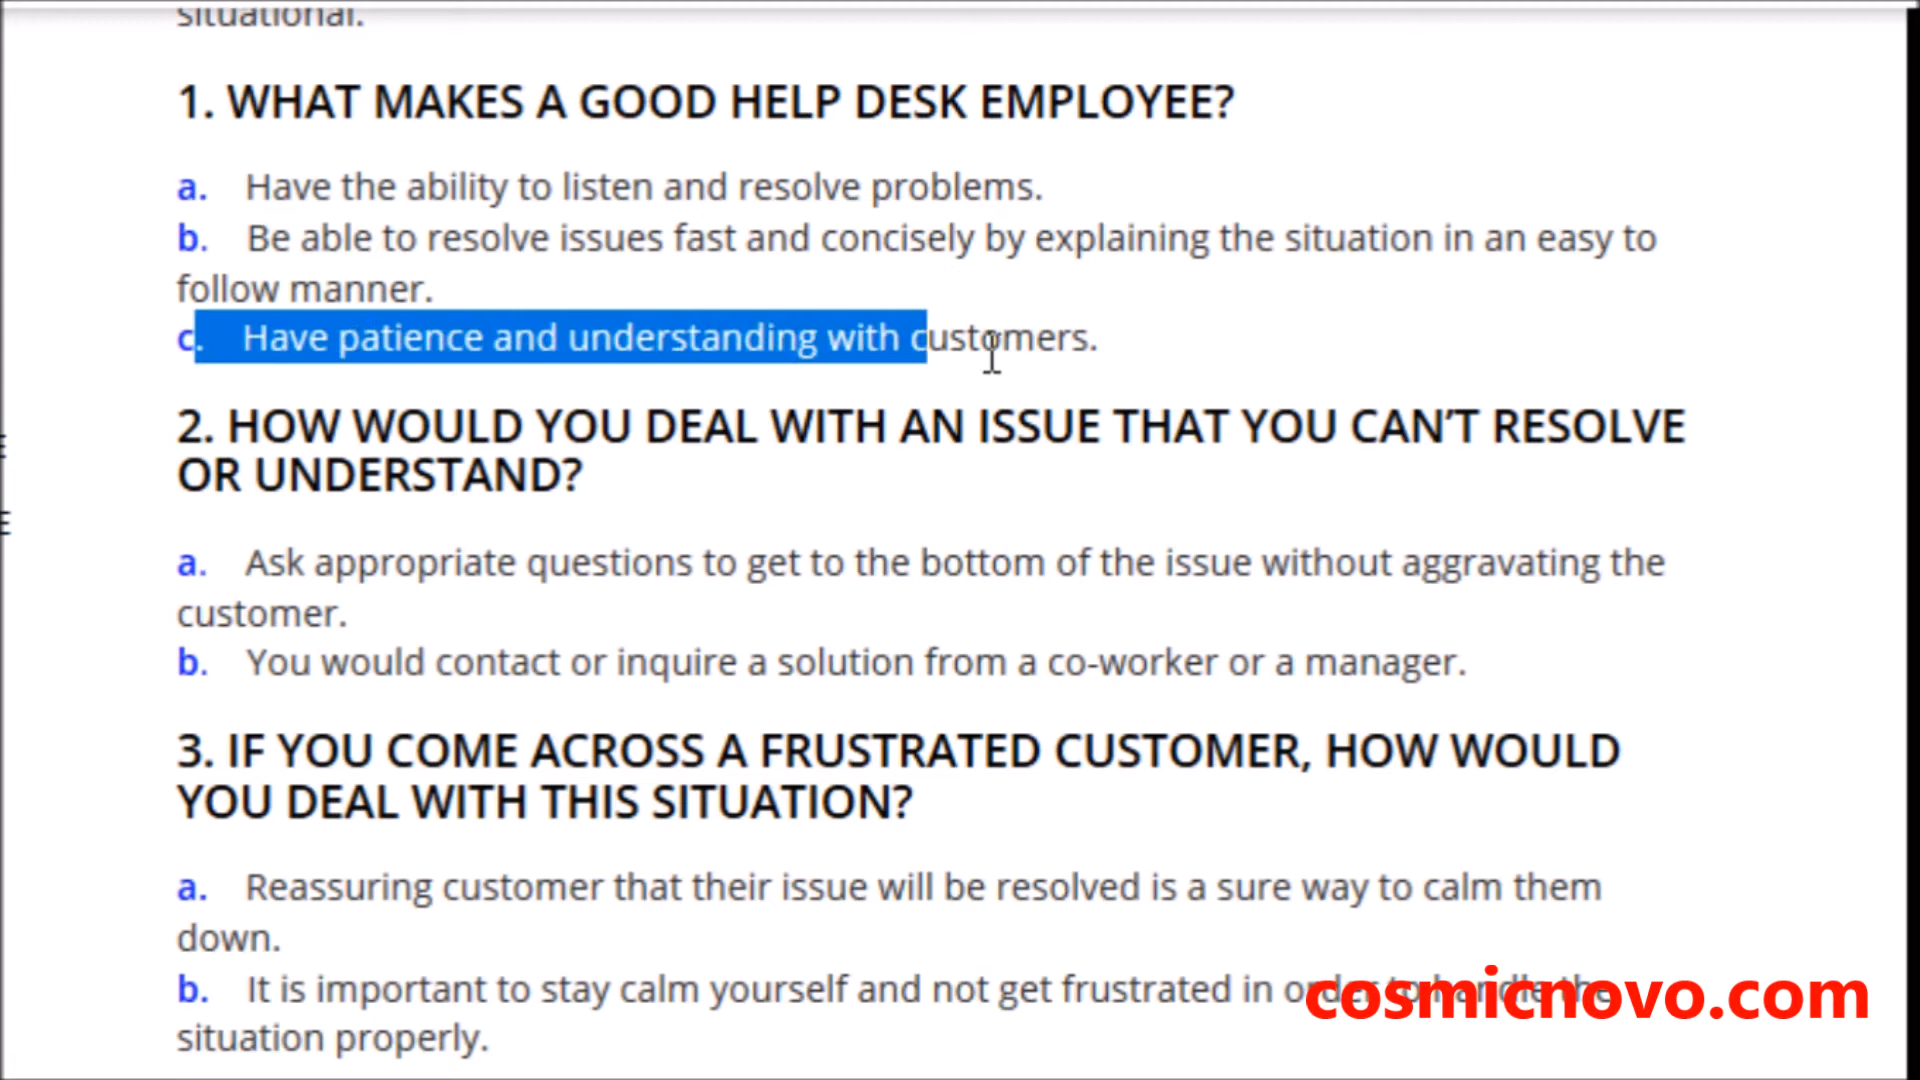 situational.
1. WHAT MAKES A GOOD HELP DESK EMPLOYEE?
a. Have the ability to listen and resolve problems.
b. Be able to resolve issues fast and concisely by explaining the situation in an easy to
follow manner.
c. Have patience and understanding with customers.
2. HOW WOULD YOU DEAL WITH AN ISSUE THAT YOU CAN’T RESOLVE
OR UNDERSTAND?
a. Ask appropriate questions to get to the bottom of the issue without aggravating the
customer.
b. You would contact or inquire a solution from a co-worker or a manager.
3. IF YOU COME ACROSS A FRUSTRATED CUSTOMER, HOW WOULD
YOU DEAL WITH THIS SITUATION?
a. Reassuring customer that their issue will be resolved is a sure way to calm them
down.
b. It is important to stay calm yourself and not get frustrated in order to handle the
situation properly.
cosmicnovo.com